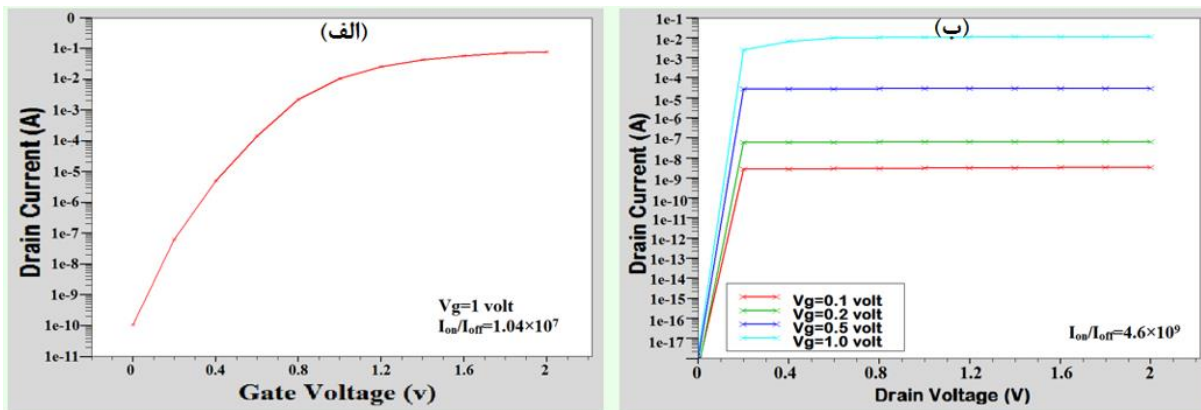 (الف)
Drain Current (A)
0
1e-1
1e-2
1e-3
1e-4
1e-5
1e-6
1e-7
1e-8
1e-9
1e-10
1e-11
Vg=1 volt
Ion/Ioff=1.04×10⁷
0 0.4 0.8 1.2 1.6 2
Gate Voltage (v)
(ب)
Drain Current (A)
1e-1
1e-2
1e-3
1e-4
1e-5
1e-6
1e-7
1e-8
1e-9
1e-10
1e-11
1e-12
1e-13
1e-14
1e-15
1e-16
1e-17
Vg=0.1 volt
Vg=0.2 volt
Vg=0.5 volt
Vg=1.0 volt
Ion/Ioff=4.6×10⁹
0 0.4 0.8 1.2 1.6 2
Drain Voltage (V)